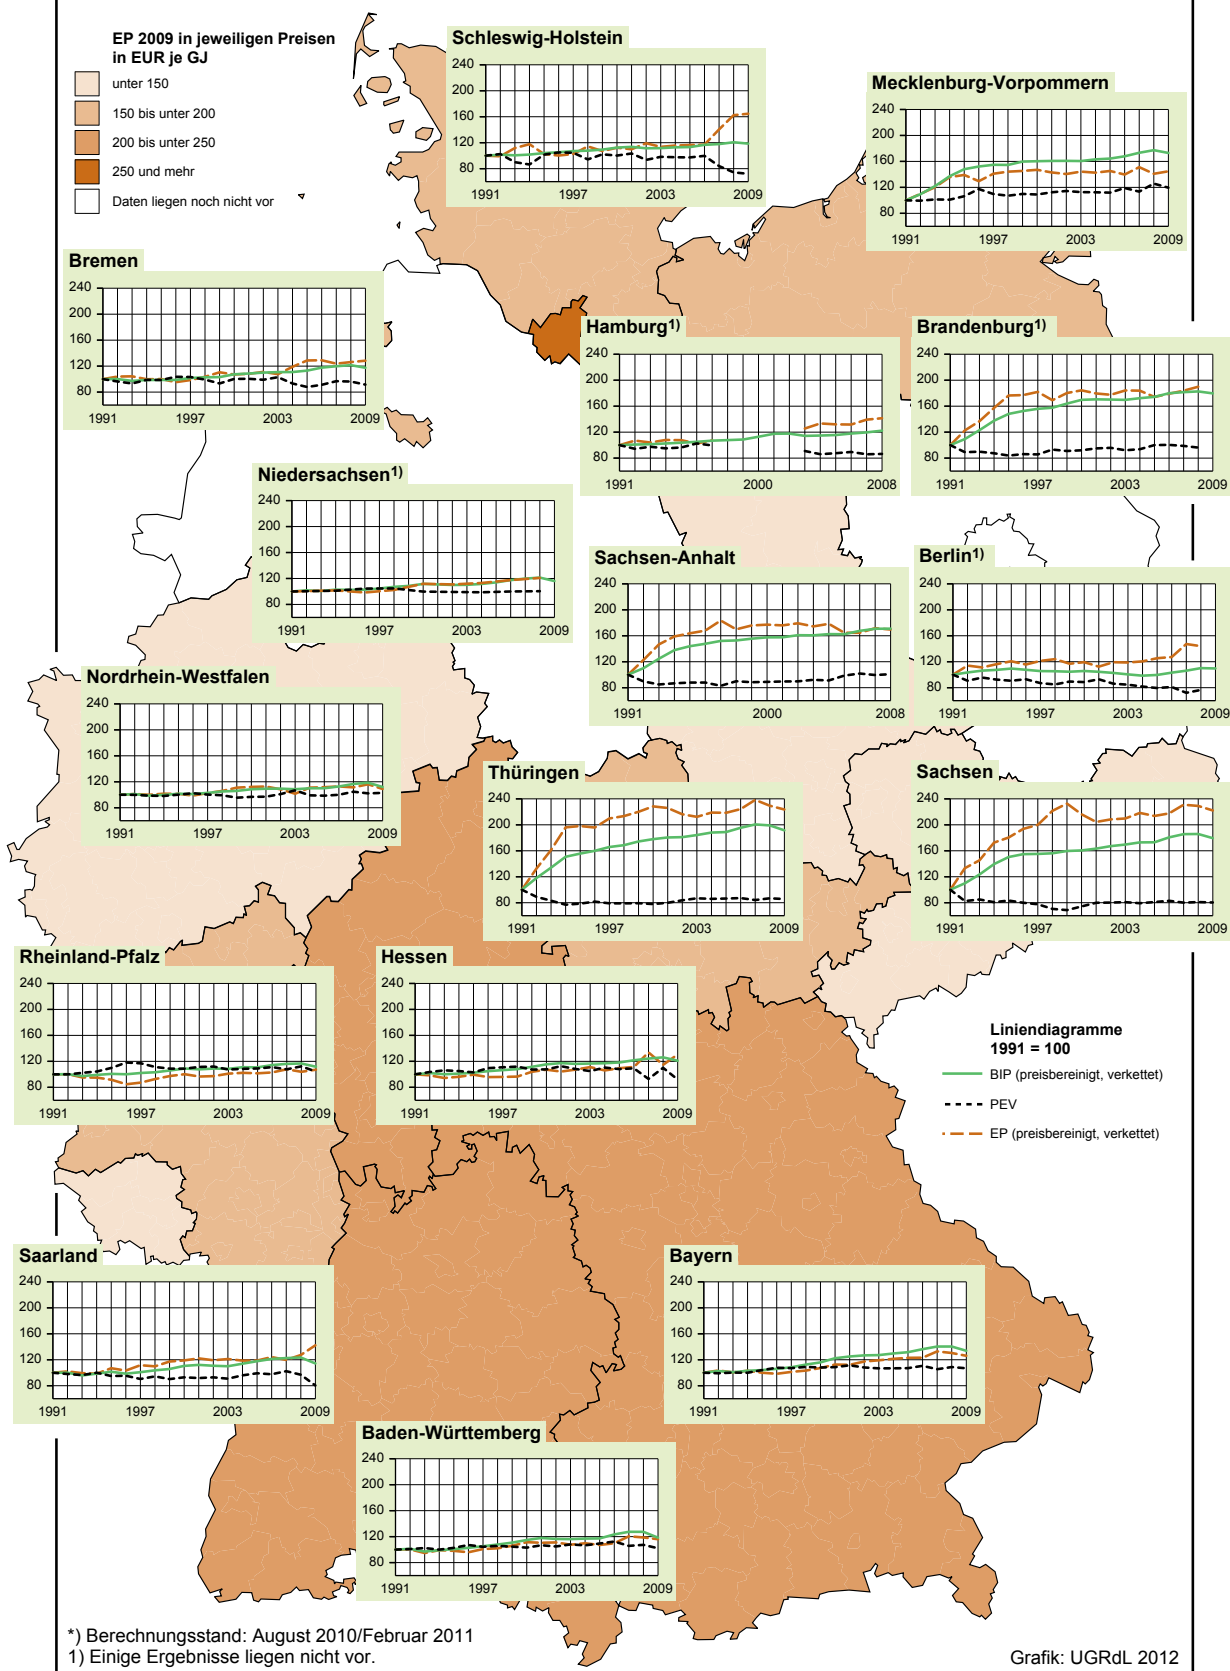 EP 2009 in jeweiligen Preisen
in EUR je GJ
unter 150
150 bis unter 200
200 bis unter 250
250 und mehr
Daten liegen noch nicht vor
Schleswig-Holstein
240
200
160
120
80
1991 1997 2003 2009
Mecklenburg-Vorpommern
240
200
160
120
80
1991 1997 2003 2009
Bremen
240
200
160
120
80
1991 1997 2003 2009
Hamburg1)
240
200
160
120
80
1991 2000 2008
Brandenburg1)
240
200
160
120
80
1991 1997 2003 2009
Niedersachsen1)
240
200
160
120
80
1991 1997 2003 2009
Sachsen-Anhalt
240
200
160
120
80
1991 2000 2008
Berlin1)
240
200
160
120
80
1991 1997 2003 2009
Nordrhein-Westfalen
240
200
160
120
80
1991 1997 2003 2009
Thüringen
240
200
160
120
80
1991 1997 2003 2009
Sachsen
240
200
160
120
80
1991 1997 2003 2009
Rheinland-Pfalz
240
200
160
120
80
1991 1997 2003 2009
Hessen
240
200
160
120
80
1991 1997 2003 2009
Liniendiagramme
1991 = 100
BIP (preisbereinigt, verkettet)
PEV
EP (preisbereinigt, verkettet)
Saarland
240
200
160
120
80
1991 1997 2003 2009
Bayern
240
200
160
120
80
1991 1997 2003 2009
Baden-Württemberg
240
200
160
120
80
1991 1997 2003 2009
*) Berechnungsstand: August 2010/Februar 2011
1) Einige Ergebnisse liegen nicht vor.
Grafik: UGRdL 2012